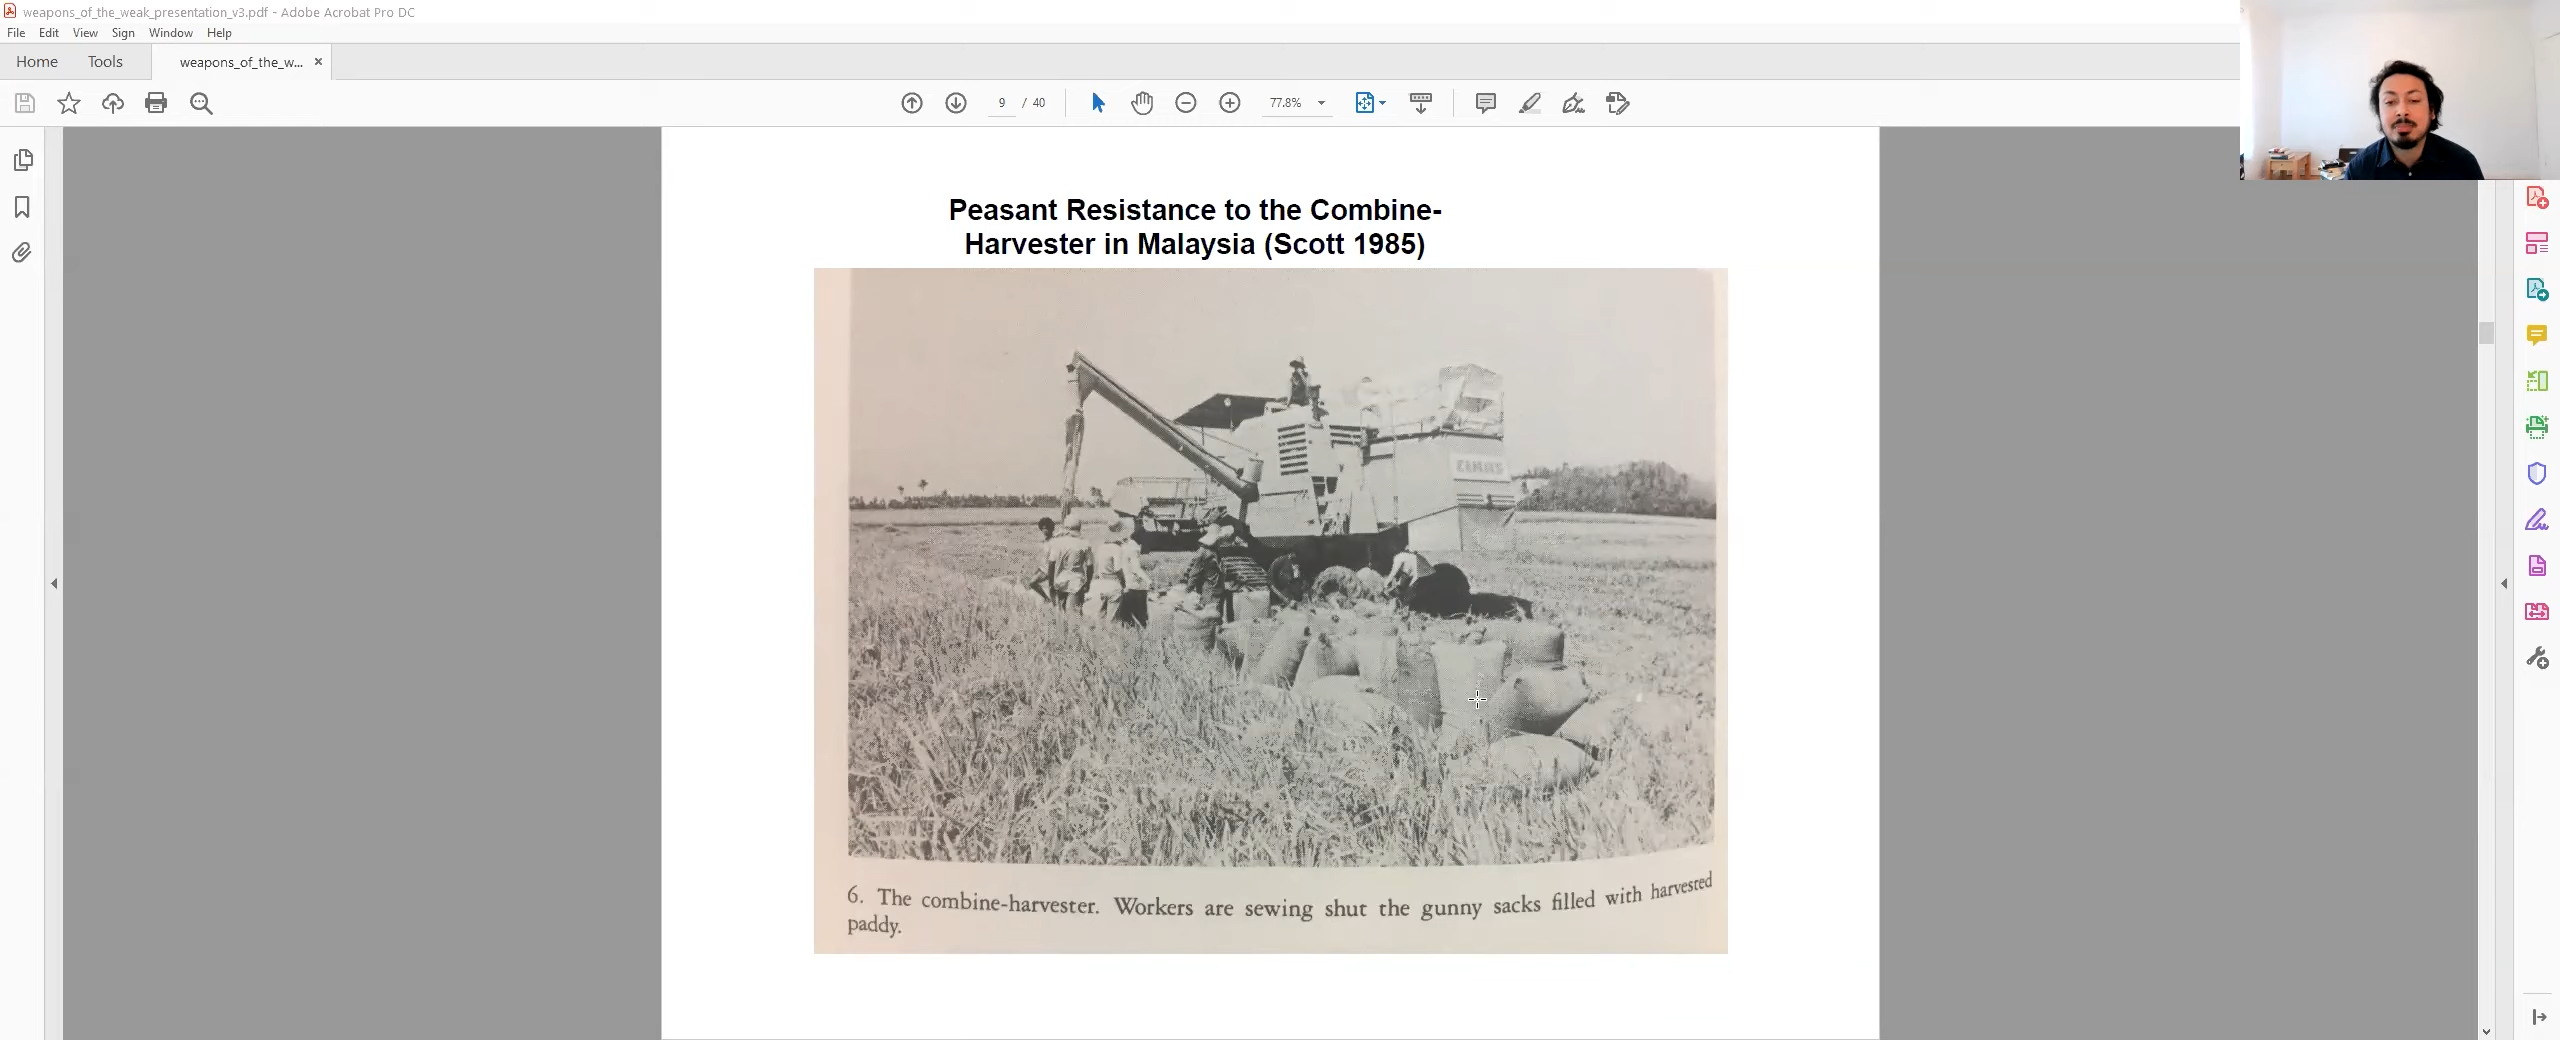 weapons_of_the_weak_presentation_v3.pdf - Adobe Acrobat Pro DC
File Edit View Sign Window Help
Home Tools weapons_of_the_w... ×
9 / 40 77.8%
Peasant Resistance to the Combine-
Harvester in Malaysia (Scott 1985)
CLAAS
6. The combine-harvester. Workers are sewing shut the gunny sacks filled with harvested
paddy.